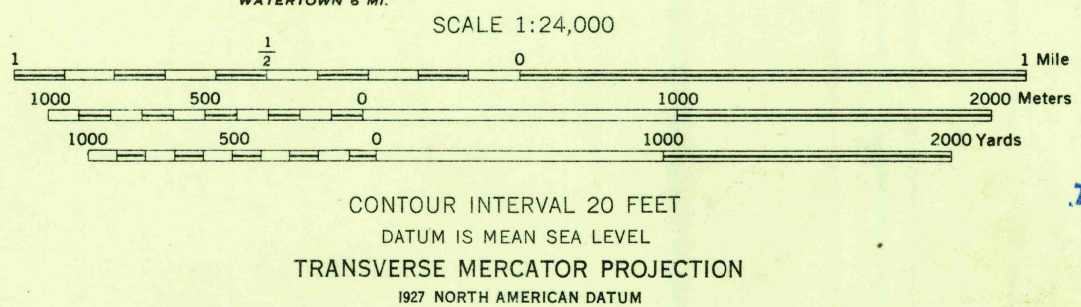 WATERTOWN 6 MI.
SCALE 1:24,000
1 1/2 0 1 Mile
1000 500 0 1000 2000 Meters
1000 500 0 1000 2000 Yards
CONTOUR INTERVAL 20 FEET
DATUM IS MEAN SEA LEVEL
TRANSVERSE MERCATOR PROJECTION
1927 NORTH AMERICAN DATUM